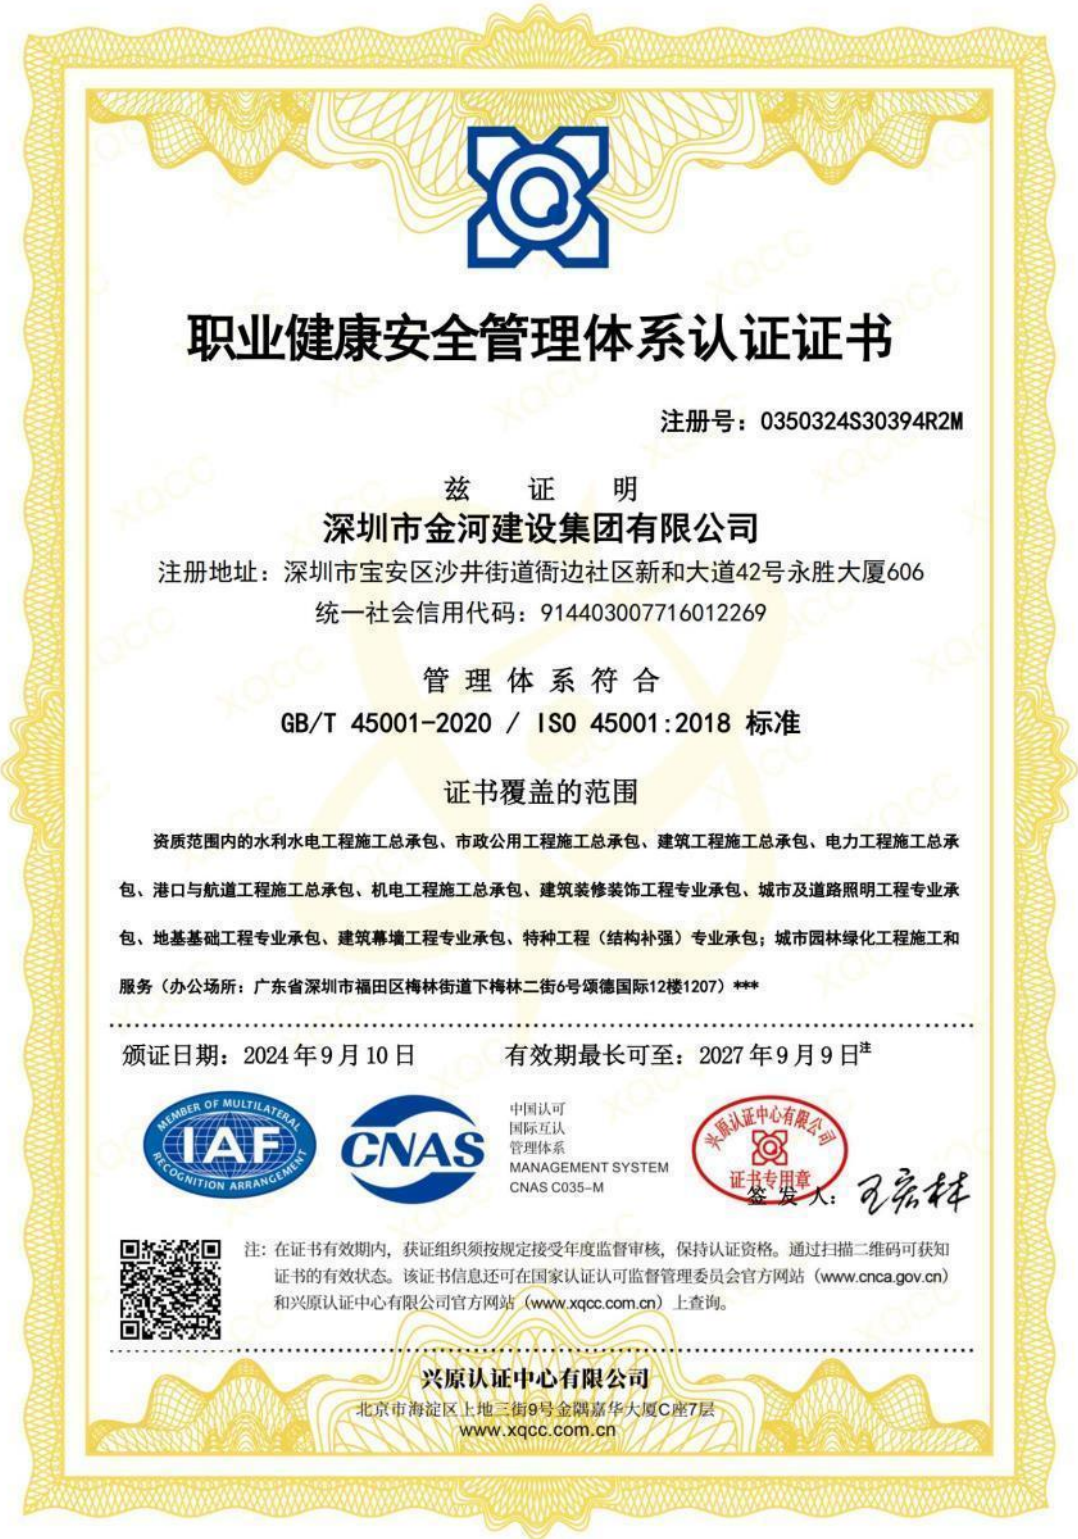 职业健康安全管理体系认证证书
注册号：0350324S30394R2M
兹 证 明
深圳市金河建设集团有限公司
注册地址：深圳市宝安区沙井街道衙边社区新和大道42号永胜大厦606
统一社会信用代码：914403007716012269
管 理 体 系 符 合
GB/T 45001-2020 / ISO 45001:2018 标准
证书覆盖的范围
资质范围内的水利水电工程施工总承包、市政公用工程施工总承包、建筑工程施工总承包、电力工程施工总承
包、港口与航道工程施工总承包、机电工程施工总承包、建筑装修装饰工程专业承包、城市及道路照明工程专业承
包、地基基础工程专业承包、建筑幕墙工程专业承包、特种工程（结构补强）专业承包；城市园林绿化工程施工和
服务（办公场所：广东省深圳市福田区梅林街道下梅林二街6号颂德国际12楼1207）***
颁证日期：2024年9月10日 有效期最长可至：2027年9月9日注
MEMBER OF MULTILATERAL
IAF
RECOGNITION ARRANGEMENT
CNAS
中国认可
国际互认
管理体系
MANAGEMENT SYSTEM
CNAS C035-M
兴原认证中心有限公司
证书专用章
签 发 人：王宏林
注：在证书有效期内，获证组织须按规定接受年度监督审核，保持认证资格。通过扫描二维码可获知
证书的有效状态。该证书信息还可在国家认证认可监督管理委员会官方网站（www.cnca.gov.cn）
和兴原认证中心有限公司官方网站（www.xqcc.com.cn）上查询。
兴原认证中心有限公司
北京市海淀区上地三街9号金隅嘉华大厦C座7层
www.xqcc.com.cn